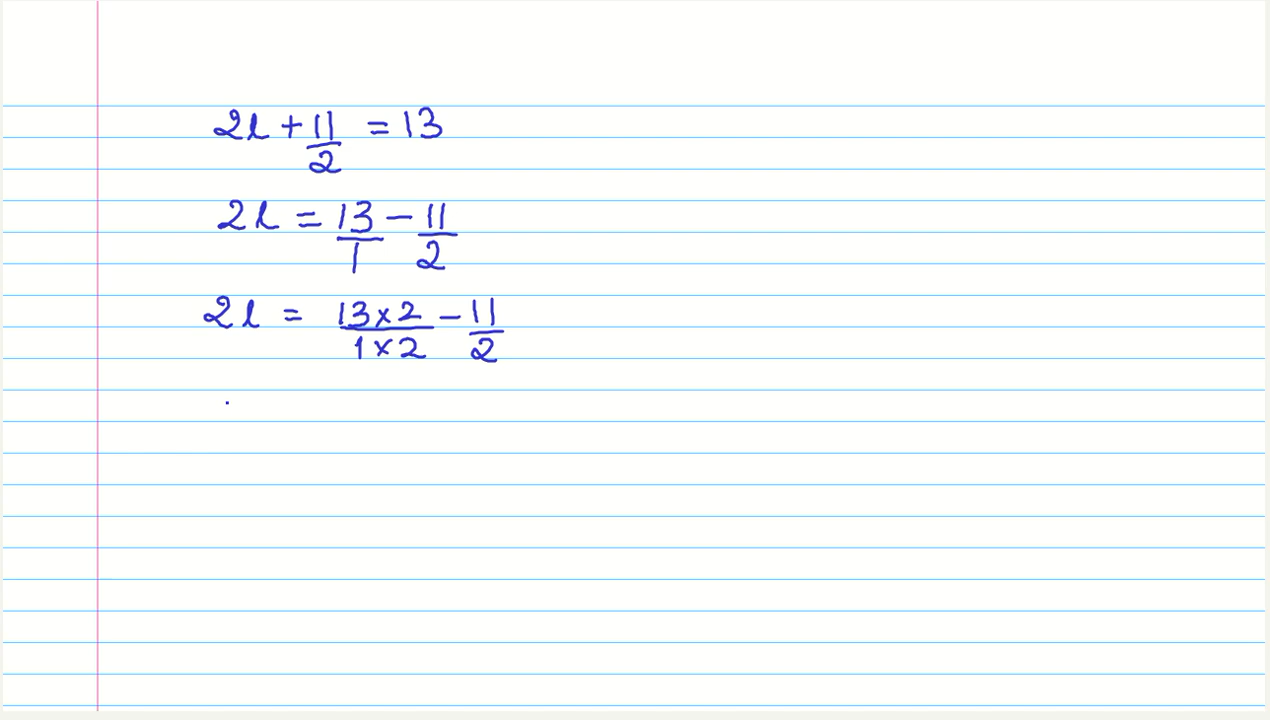 2l + 11/2 = 13
2l = 13/1 - 11/2
2l = 13×2/1×2 - 11/2